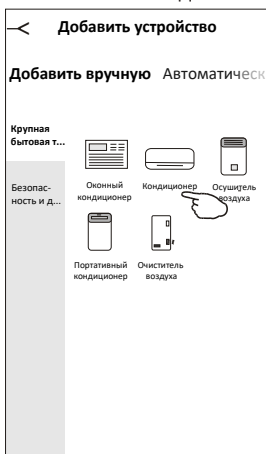 Добавить устройство
Добавить вручную Автоматическ
Крупная
бытовая т...
Безопас-
ность и д...
Оконный
кондиционер
Кондиционер
Осушитель
воздуха
Портативный
кондиционер
Очиститель
воздуха